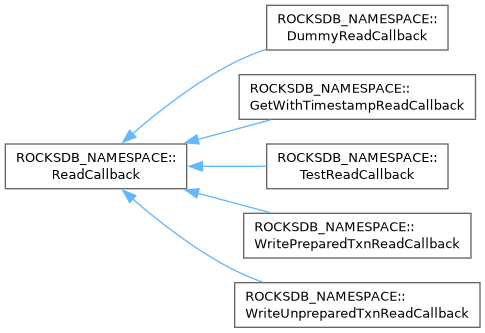 ROCKSDB_NAMESPACE::
DummyReadCallback
ROCKSDB_NAMESPACE::
GetWithTimestampReadCallback
ROCKSDB_NAMESPACE::
ReadCallback
ROCKSDB_NAMESPACE::
TestReadCallback
ROCKSDB_NAMESPACE::
WritePreparedTxnReadCallback
ROCKSDB_NAMESPACE::
WriteUnpreparedTxnReadCallback